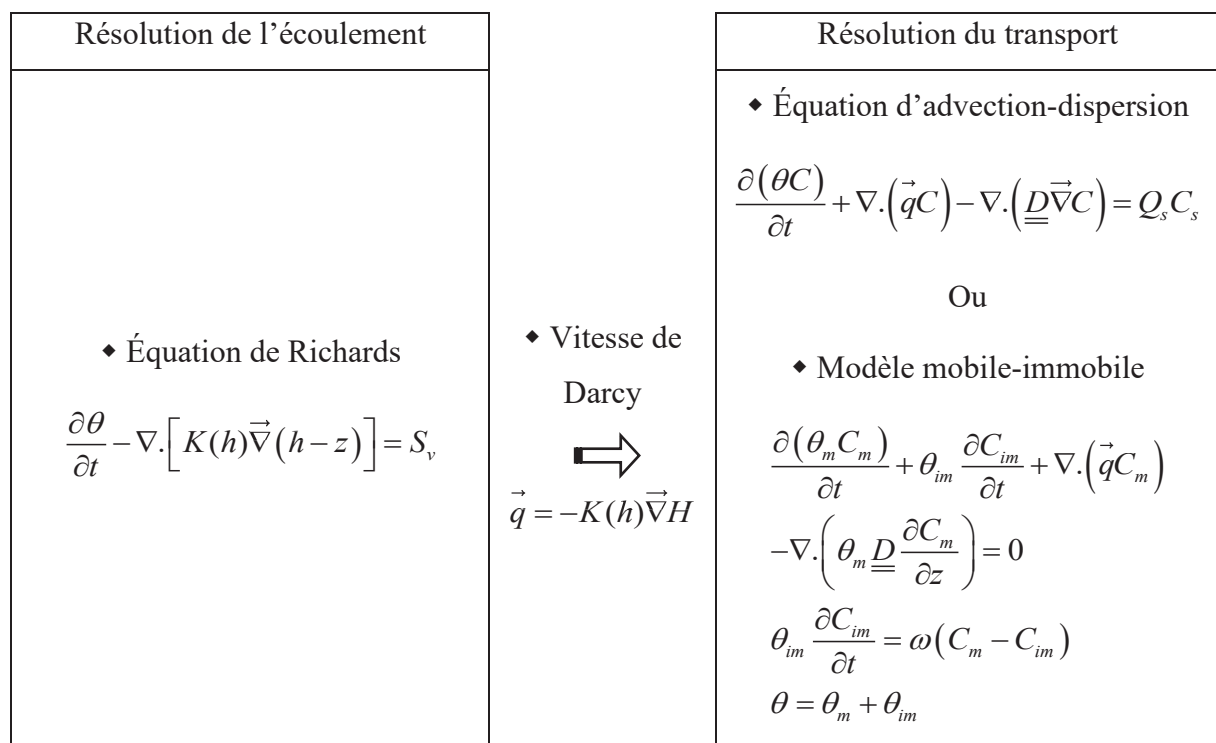 Résolution de l’écoulement
◆ Équation de Richards
∂θ/∂t − ∇.[K(h)∇⃗(h − z)] = S_v
◆ Vitesse de
Darcy
q⃗ = −K(h)∇⃗H
Résolution du transport
◆ Équation d’advection-dispersion
∂(θC)/∂t + ∇.(q⃗C) − ∇.(D̳∇⃗C) = Q_s C_s
Ou
◆ Modèle mobile-immobile
∂(θ_m C_m)/∂t + θ_im ∂C_im/∂t + ∇.(q⃗C_m)
−∇.(θ_m D̳ ∂C_m/∂z) = 0
θ_im ∂C_im/∂t = ω(C_m − C_im)
θ = θ_m + θ_im